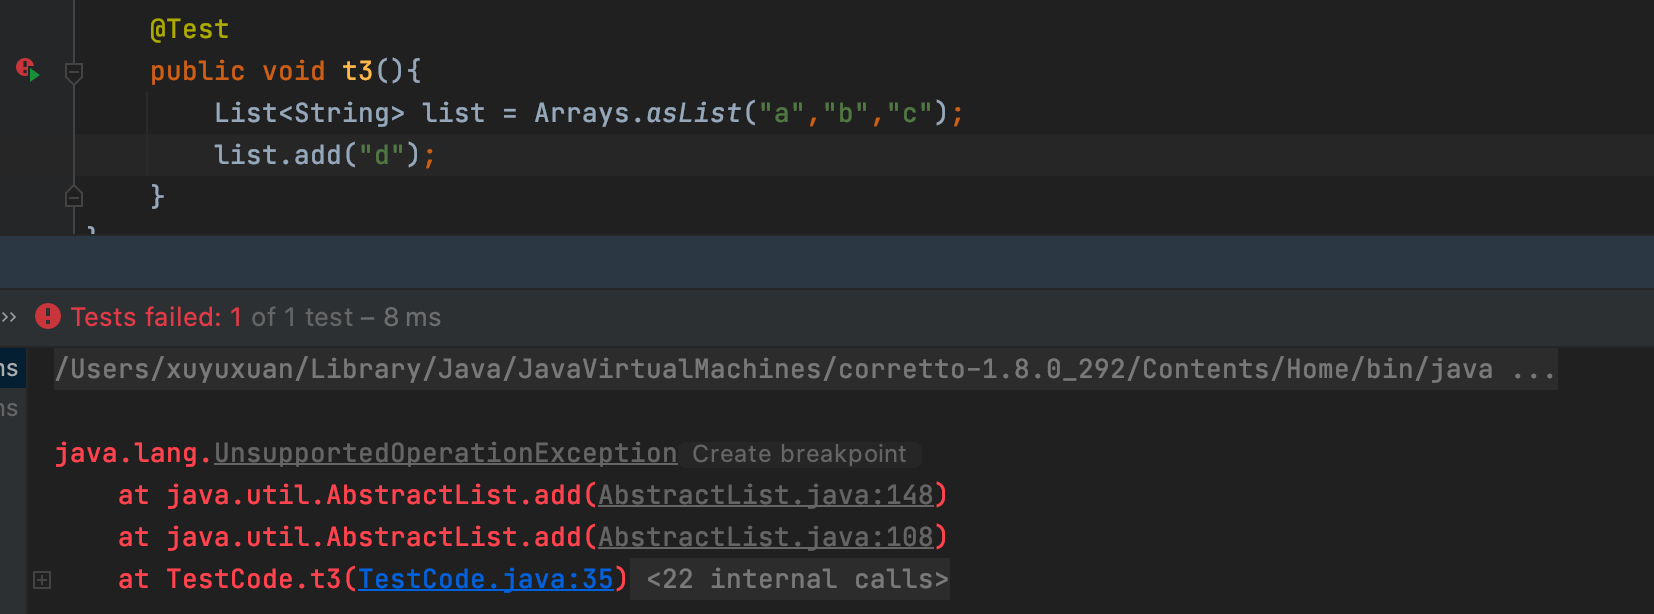 @Test
public void t3(){
List<String> list = Arrays.asList("a","b","c");
list.add("d");
}
}
>> Tests failed: 1 of 1 test – 8 ms
ms /Users/xuyuxuan/Library/Java/JavaVirtualMachines/corretto-1.8.0_292/Contents/Home/bin/java ...
ms
java.lang.UnsupportedOperationException Create breakpoint
at java.util.AbstractList.add(AbstractList.java:148)
at java.util.AbstractList.add(AbstractList.java:108)
at TestCode.t3(TestCode.java:35) <22 internal calls>